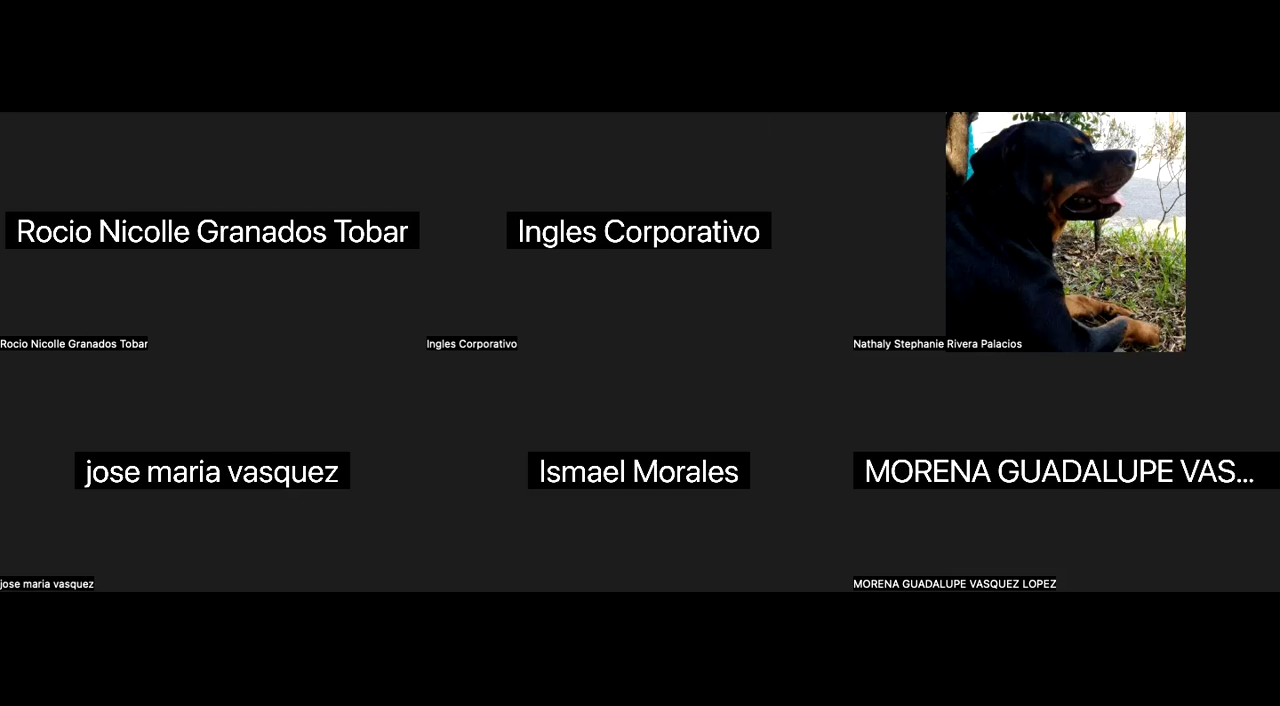 Rocio Nicolle Granados Tobar
Ingles Corporativo
Rocio Nicolle Granados Tobar
Ingles Corporativo
Nathaly Stephanie Rivera Palacios
jose maria vasquez
Ismael Morales
MORENA GUADALUPE VAS...
jose maria vasquez
MORENA GUADALUPE VASQUEZ LOPEZ